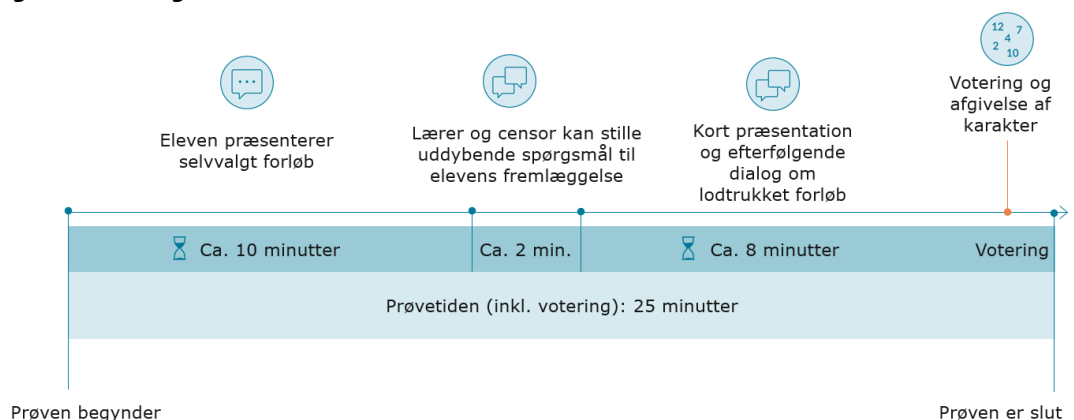 12 7
4
2
10
Votering og
afgivelse af
karakter
Eleven præsenterer
selvvalgt forløb
Lærer og censor kan stille
uddybende spørgsmål til
elevens fremlæggelse
Kort præsentation
og efterfølgende
dialog om
lodtrukket forløb
Ca. 10 minutter
Ca. 2 min.
Ca. 8 minutter
Votering
Prøvetiden (inkl. votering): 25 minutter
Prøven begynder
Prøven er slut